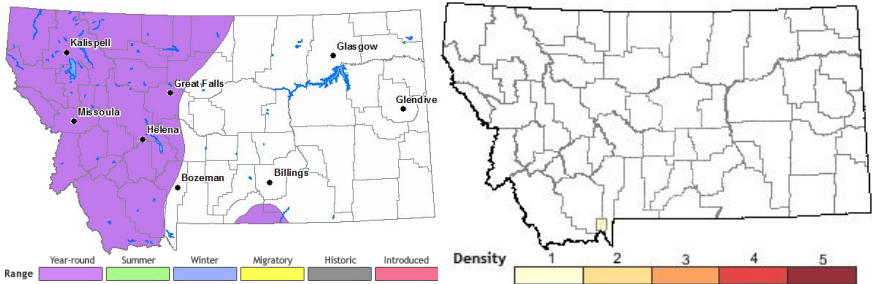 Kalispell
Glasgow
Great Falls
Glendive
Missoula
Helena
Bozeman
Billings
Range Year-round Summer Winter Migratory Historic Introduced
Density 1 2 3 4 5